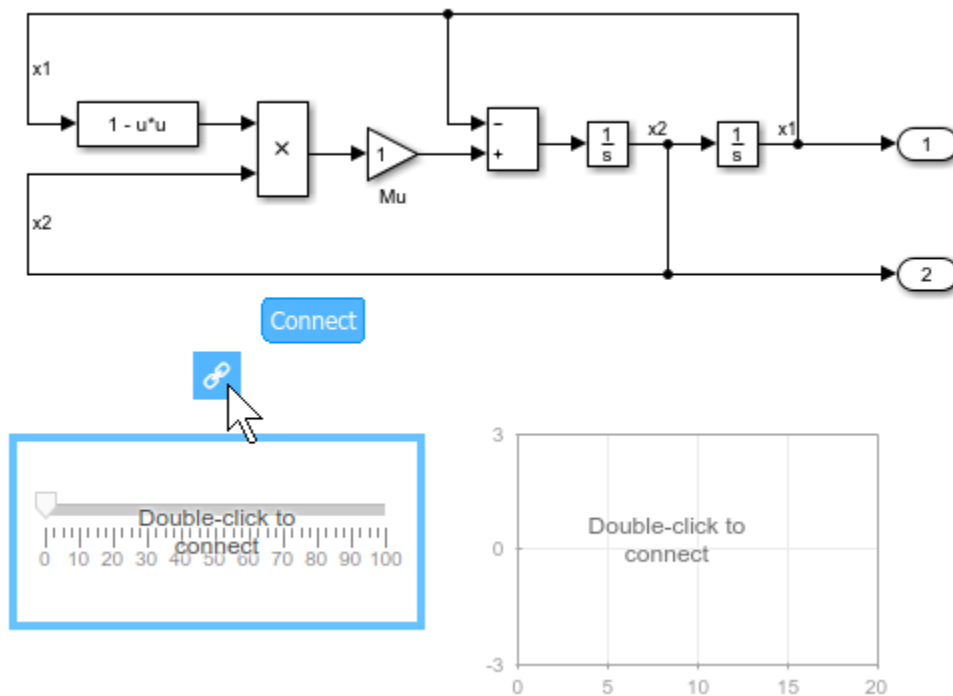 x1
1 - u*u
×
1
Mu
−
+
1
s
x2
1
s
x1
1
x2
2
Connect
Double-click to
connect
0 10 20 30 40 50 60 70 80 90 100
3
Double-click to
connect
0
-3
0 5 10 15 20